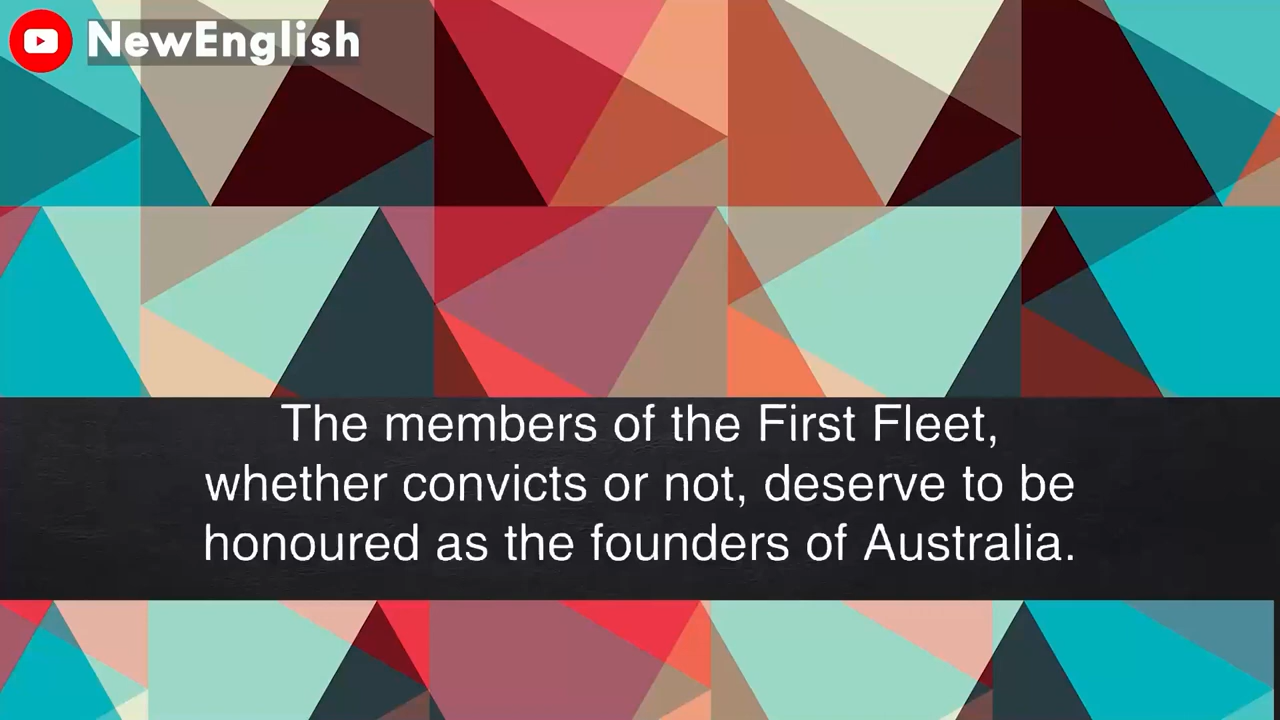 NewEnglish
The members of the First Fleet,
whether convicts or not, deserve to be
honoured as the founders of Australia.